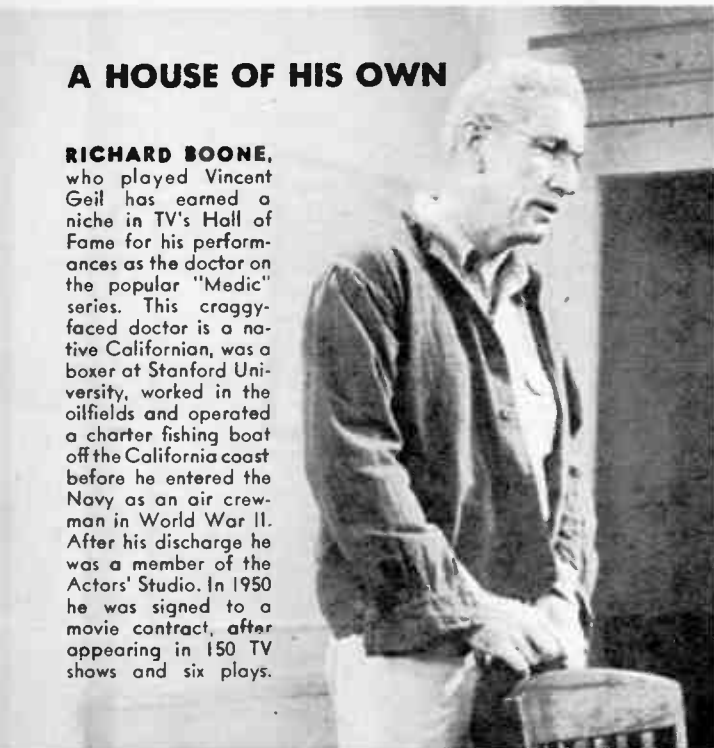 A HOUSE OF HIS OWN
RICHARD BOONE,
who played Vincent
Geil has earned a
niche in TV's Hall of
Fame for his perform-
ances as the doctor on
the popular "Medic"
series. This craggy-
faced doctor is a na-
tive Californian, was a
boxer at Stanford Uni-
versity, worked in the
oilfields and operated
a charter fishing boat
off the California coast
before he entered the
Navy as an air crew-
man in World War II.
After his discharge he
was a member of the
Actors' Studio. In 1950
he was signed to a
movie contract, after
appearing in 150 TV
shows and six plays.